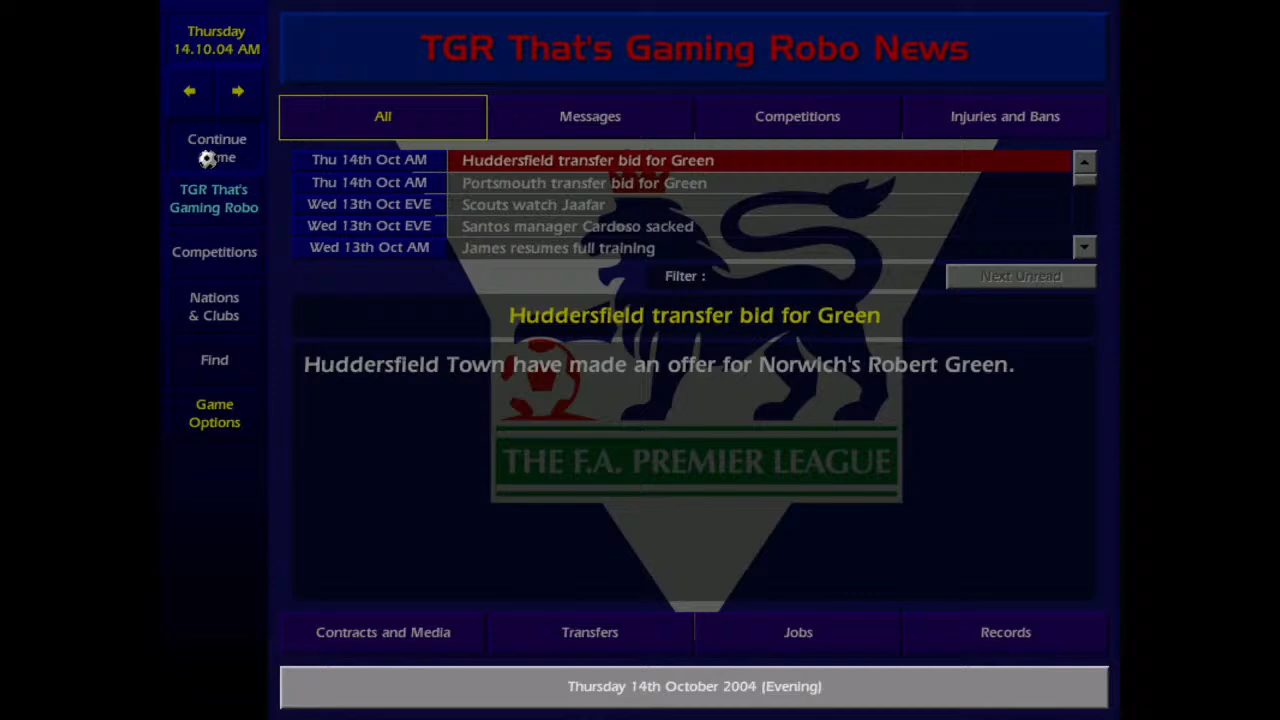 Thursday
14.10.04 AM
TGR That's Gaming Robo News
All
Messages
Competitions
Injuries and Bans
Continue
me
Thu 14th Oct AM Huddersfield transfer bid for Green
Thu 14th Oct AM Portsmouth transfer bid for Green
Wed 13th Oct EVE Scouts watch Jaafar
Wed 13th Oct EVE Santos manager Cardoso sacked
Wed 13th Oct AM James resumes full training
TGR That's
Gaming Robo
Competitions
Nations
& Clubs
Find
Game
Options
Filter :
Next Unread
Huddersfield transfer bid for Green
Huddersfield Town have made an offer for Norwich's Robert Green.
THE F.A. PREMIER LEAGUE
Contracts and Media
Transfers
Jobs
Records
Thursday 14th October 2004 (Evening)